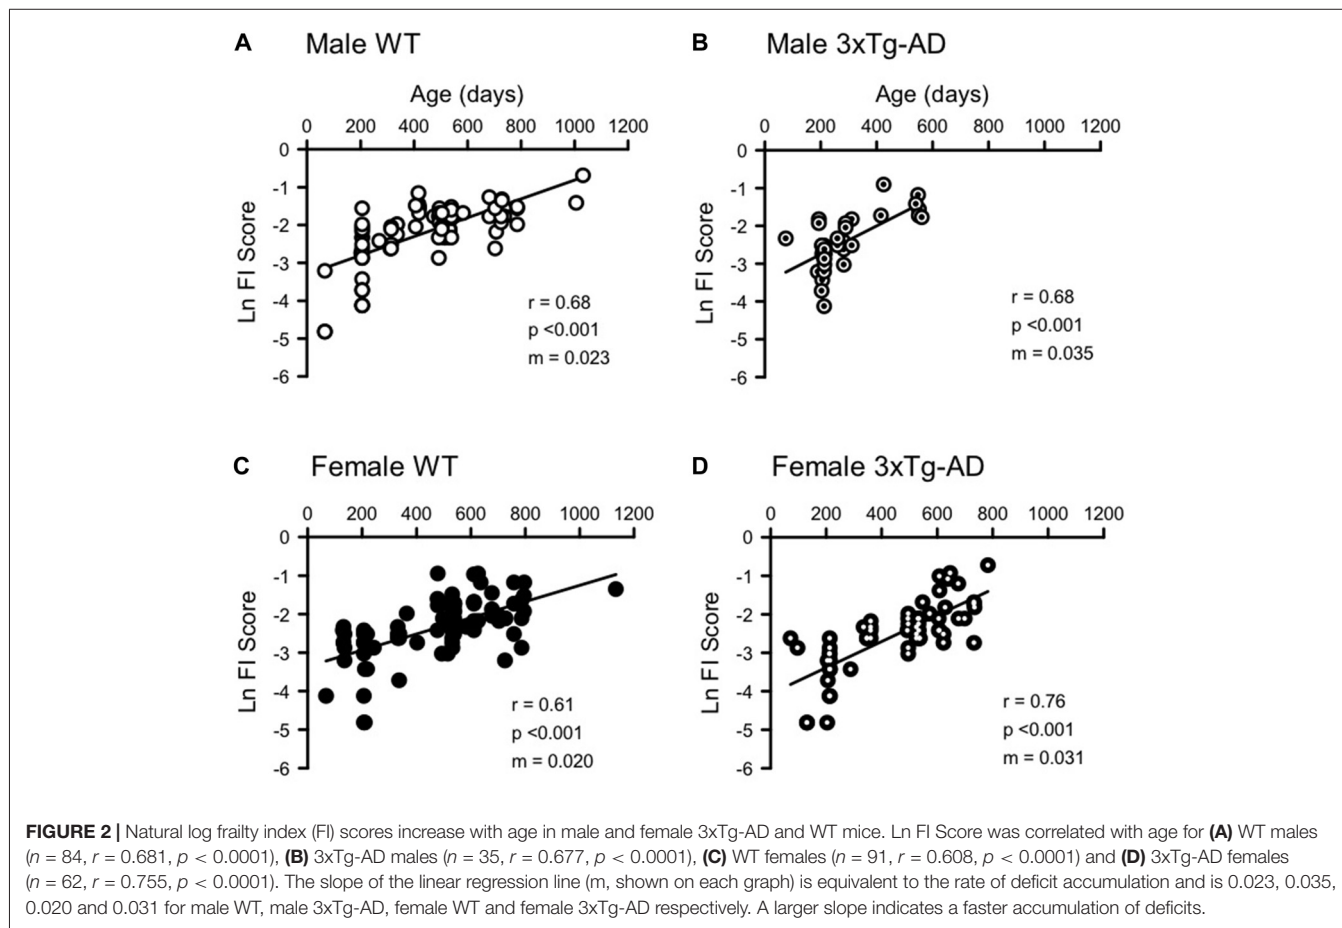 A Male WT
Age (days)
0 200 400 600 800 1000 1200
0
-1
-2
-3
-4
-5
-6
Ln FI Score
r = 0.68
p <0.001
m = 0.023
B Male 3xTg-AD
Age (days)
0 200 400 600 800 1000 1200
0
-1
-2
-3
-4
-5
-6
Ln FI Score
r = 0.68
p <0.001
m = 0.035
C Female WT
0 200 400 600 800 1000 1200
0
-1
-2
-3
-4
-5
-6
Ln FI Score
r = 0.61
p <0.001
m = 0.020
D Female 3xTg-AD
0 200 400 600 800 1000 1200
0
-1
-2
-3
-4
-5
-6
Ln FI Score
r = 0.76
p <0.001
m = 0.031
FIGURE 2 | Natural log frailty index (FI) scores increase with age in male and female 3xTg-AD and WT mice. Ln FI Score was correlated with age for (A) WT males
(n = 84, r = 0.681, p < 0.0001), (B) 3xTg-AD males (n = 35, r = 0.677, p < 0.0001), (C) WT females (n = 91, r = 0.608, p < 0.0001) and (D) 3xTg-AD females
(n = 62, r = 0.755, p < 0.0001). The slope of the linear regression line (m, shown on each graph) is equivalent to the rate of deficit accumulation and is 0.023, 0.035,
0.020 and 0.031 for male WT, male 3xTg-AD, female WT and female 3xTg-AD respectively. A larger slope indicates a faster accumulation of deficits.